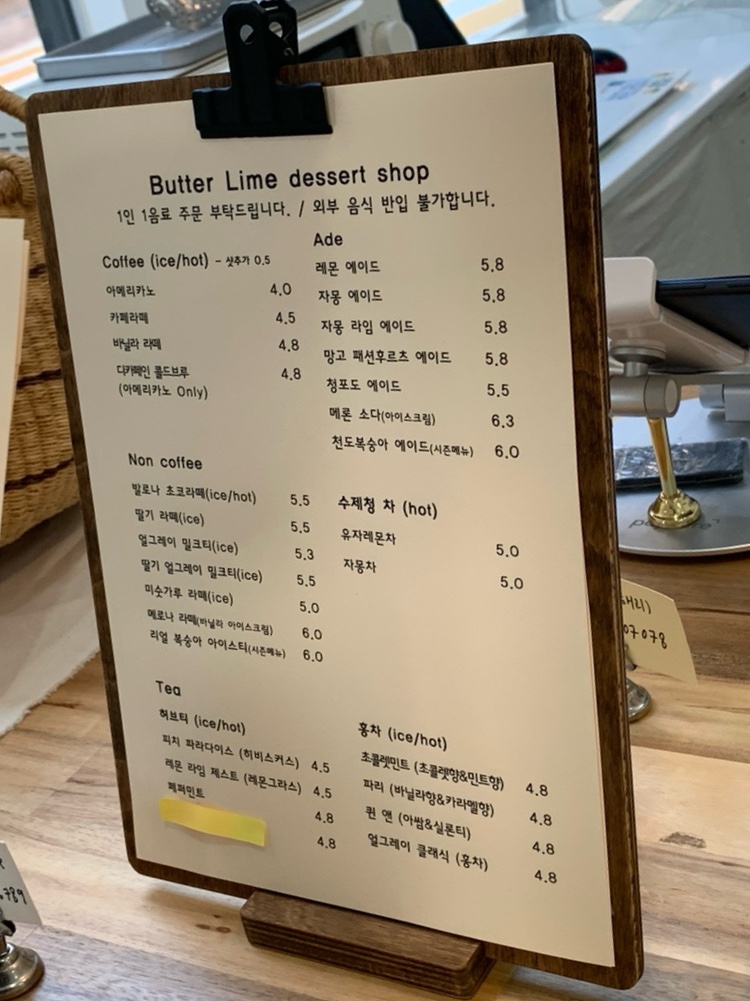 Butter Lime dessert shop
1인 1음료 주문 부탁드립니다. / 외부 음식 반입 불가합니다.
Coffee (ice/hot) - 샷추가 0.5
아메리카노 4.0
카페라떼 4.5
바닐라 라떼 4.8
디카페인 콜드브루 4.8
(아메리카노 Only)
Non coffee
발로나 초코라떼(ice/hot) 5.5
딸기 라떼(ice) 5.5
얼그레이 밀크티(ice) 5.3
딸기 얼그레이 밀크티(ice) 5.5
미숫가루 라떼(ice) 5.0
메로나 라떼(바닐라 아이스크림) 6.0
리얼 복숭아 아이스티(시즌메뉴) 6.0
Ade
레몬 에이드 5.8
자몽 에이드 5.8
자몽 라임 에이드 5.8
망고 패션후르츠 에이드 5.8
청포도 에이드 5.5
메론 소다(아이스크림) 6.3
천도복숭아 에이드(시즌메뉴) 6.0
수제청 차 (hot)
유자레몬차 5.0
자몽차 5.0
Tea
허브티 (ice/hot)
피치 파라다이스 (히비스커스) 4.5
레몬 라임 제스트 (레몬그라스) 4.5
페퍼민트 4.8
4.8
홍차 (ice/hot)
초콜렛민트 (초콜렛향&민트향) 4.8
파리 (바닐라향&카라멜향) 4.8
퀸 앤 (아쌈&실론티) 4.8
얼그레이 클래식 (홍차) 4.8
07078
789